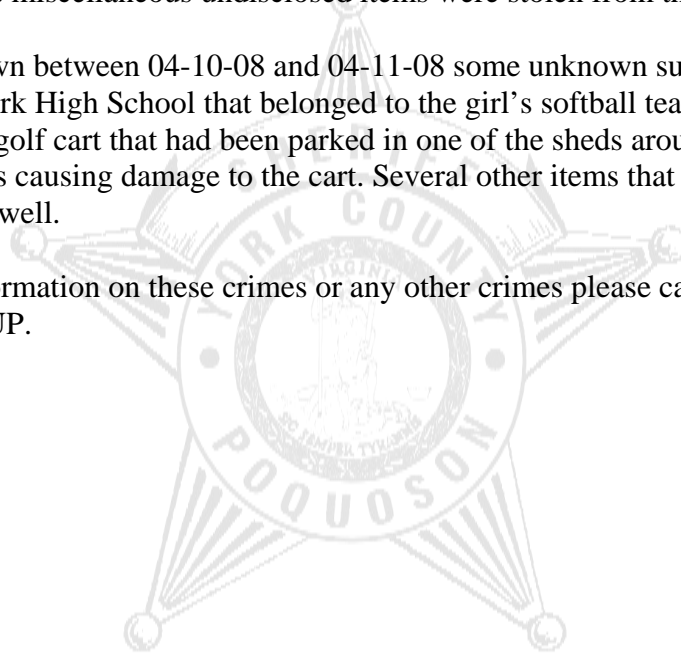 miscellaneous undisclosed items were stolen from
wn between 04-10-08 and 04-11-08 some unknown su
rk High School that belonged to the girl’s softball tea
golf cart that had been parked in one of the sheds arou
s causing damage to the cart. Several other items that
well.
ormation on these crimes or any other crimes please ca
UP.
SHERIFF
YORK COUNTY
VIRGINIA
SIC SEMPER TYRANNIS
POQUOSON